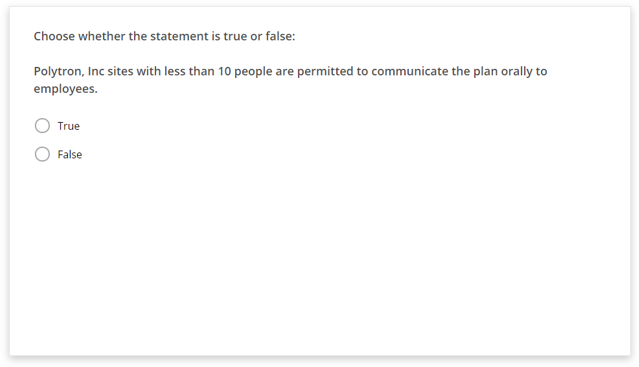 Choose whether the statement is true or false:
Polytron, Inc sites with less than 10 people are permitted to communicate the plan orally to
employees.
True
False